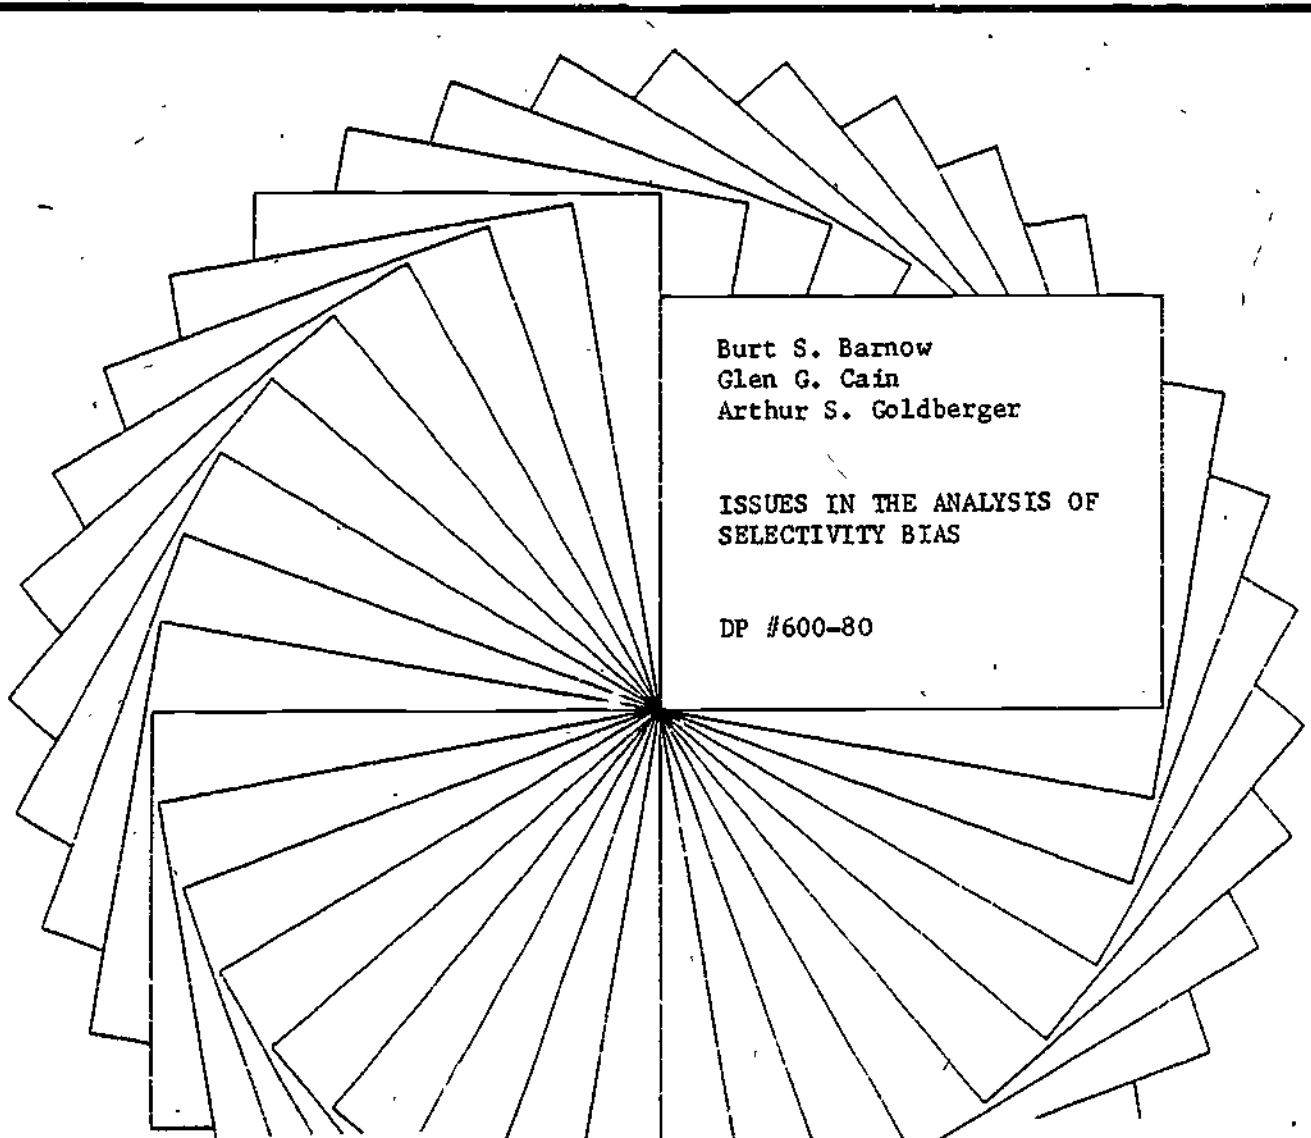 Burt S. Barnow
Glen G. Cain
Arthur S. Goldberger
ISSUES IN THE ANALYSIS OF
SELECTIVITY BIAS
DP #600-80